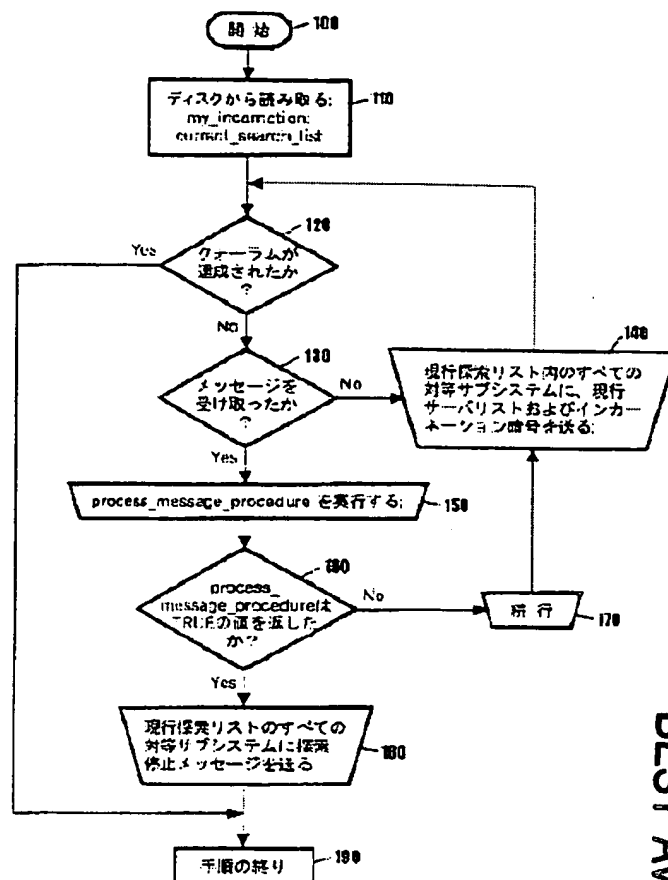 開 始
100
ディスクから読み取る:
my_incarnction:
current_search_list
110
120
Yes
クォーラムが
達成されたか
?
No
130
メッセージを
受け取ったか
?
No
Yes
140
現行探索リスト内のすべての
対等サブシステムに、現行
サーバリストおよびインカー
ネーション番号を送る:
process_message_procedure を実行する:
150
160
process_
message_procedureは
TRUEの値を返した
か?
No
Yes
続 行
170
現行探索リストのすべての
対等サブシステムに探索
停止メッセージを送る
180
手順の終り
190
BEST AV